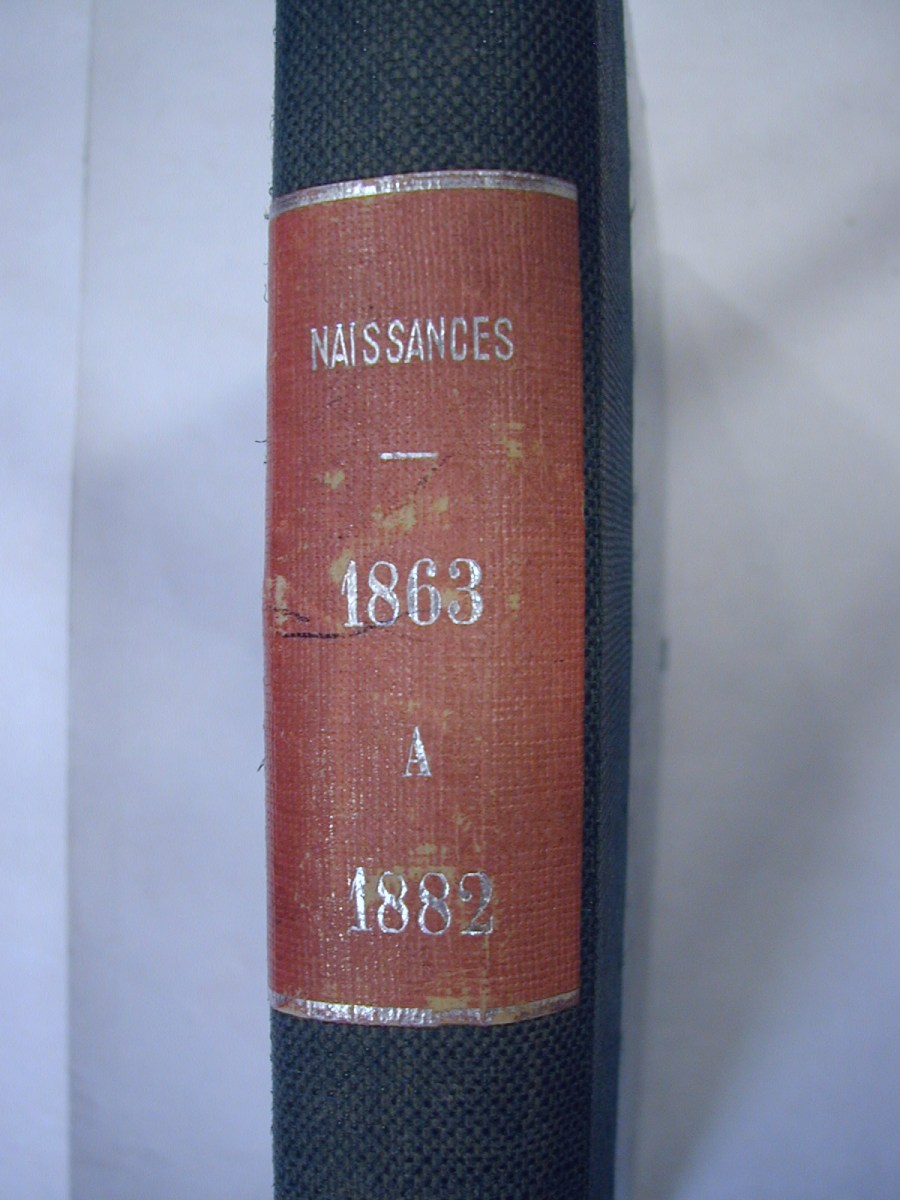 NAISSANCES
—
1863
A
1882